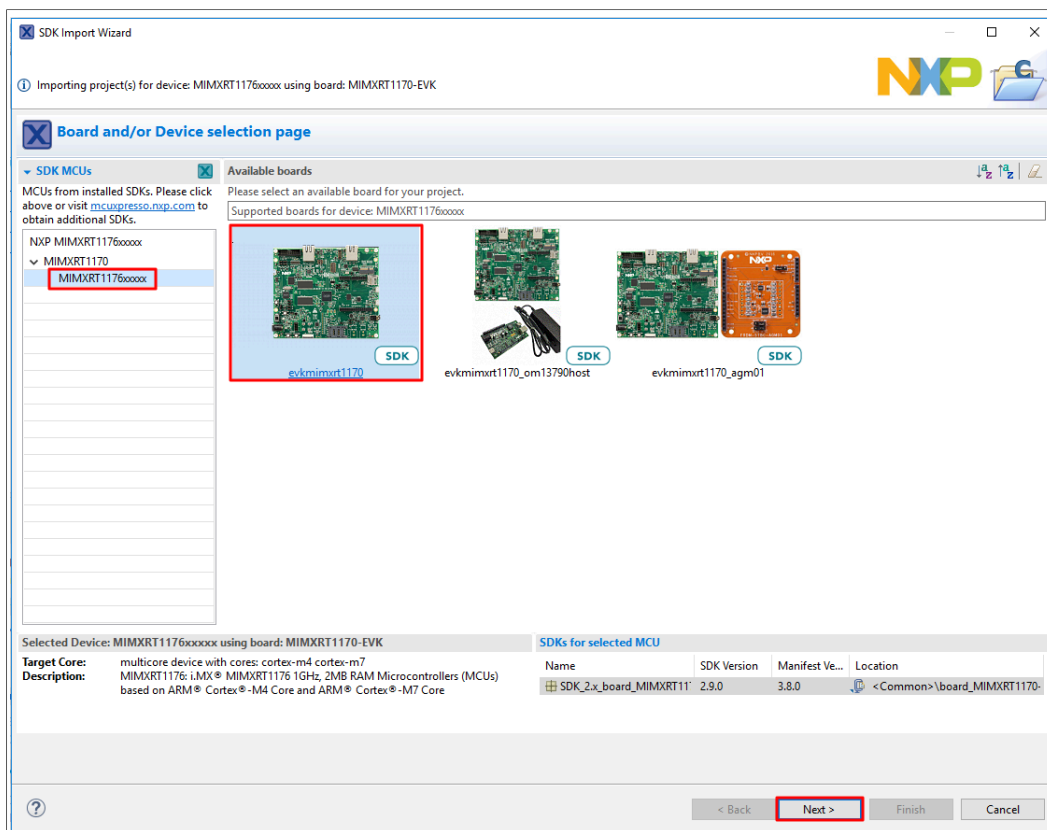 SDK Import Wizard
Importing project(s) for device: MIMXRT1176xxxxx using board: MIMXRT1170-EVK
NXP
Board and/or Device selection page
SDK MCUs
MCUs from installed SDKs. Please click
above or visit mcuxpresso.nxp.com to
obtain additional SDKs.
NXP MIMXRT1176xxxxx
MIMXRT1170
MIMXRT1176xxxxx
Available boards
Please select an available board for your project.
Supported boards for device: MIMXRT1176xxxxx
SDK
evkmimxrt1170
SDK
evkmimxrt1170_om13790host
NXP
SDK
evkmimxrt1170_agm01
Selected Device: MIMXRT1176xxxxx using board: MIMXRT1170-EVK
Target Core: multicore device with cores: cortex-m4 cortex-m7
Description: MIMXRT1176: i.MX® MIMXRT1176 1GHz, 2MB RAM Microcontrollers (MCUs)
based on ARM® Cortex®-M4 Core and ARM® Cortex®-M7 Core
SDKs for selected MCU
Name SDK Version Manifest Ve... Location
SDK_2.x_board_MIMXRT11 2.9.0 3.8.0 <Common>\board_MIMXRT1170-
< Back Next > Finish Cancel